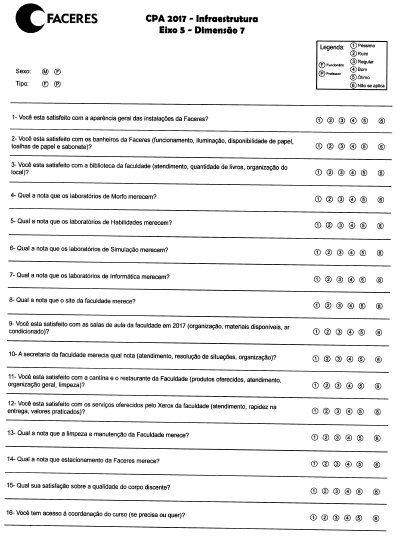 FACERES
CPA 2017 - Infraestrutura
Eixo 5 - Dimensão 7
Legenda:
① Péssimo
② Ruim
③ Regular
④ Bom
⑤ Ótimo
⑥ Não se aplica
Ⓕ Funcionário
Ⓟ Professor
Sexo: Ⓜ Ⓕ
Tipo: Ⓕ Ⓟ
1- Você esta satisfeito com a aparência geral das instalações da Faceres? ① ② ③ ④ ⑤ ⑥
2- Você esta satisfeito com os banheiros da Faceres (funcionamento, iluminação, disponibilidade de papel,
toalhas de papel e sabonete)? ① ② ③ ④ ⑤ ⑥
3- Você esta satisfeito com a biblioteca da faculdade (atendimento, quantidade de livros, organização do
local)? ① ② ③ ④ ⑤ ⑥
4- Qual a nota que os laboratórios de Morfo merecem? ① ② ③ ④ ⑤ ⑥
5- Qual a nota que os laboratórios de Habilidades merecem? ① ② ③ ④ ⑤ ⑥
6- Qual a nota que os laboratórios de Simulação merecem? ① ② ③ ④ ⑤ ⑥
7- Qual a nota que os laboratórios de Informática merecem? ① ② ③ ④ ⑤ ⑥
8- Qual a nota que o site da faculdade merece? ① ② ③ ④ ⑤ ⑥
9- Você esta satisfeito com as salas de aula da faculdade em 2017 (organização, materiais disponíveis, ar
condicionado)? ① ② ③ ④ ⑤ ⑥
10- A secretaria da faculdade merecia qual nota (atendimento, resolução de situações, organização)? ① ② ③ ④ ⑤ ⑥
11- Você esta satisfeito com a cantina e o restaurante da Faculdade (produtos oferecidos, atendimento,
organização geral, limpeza)? ① ② ③ ④ ⑤ ⑥
12- Você esta satisfeito com os serviços oferecidos pelo Xerox da faculdade (atendimento, rapidez na
entrega, valores praticados)? ① ② ③ ④ ⑤ ⑥
13- Qual a nota que a limpeza e manutenção da Faculdade merece? ① ② ③ ④ ⑤ ⑥
14- Qual a nota que estacionamento da Faceres merece? ① ② ③ ④ ⑤ ⑥
15- Qual sua satisfação sobre a qualidade do corpo discente? ① ② ③ ④ ⑤ ⑥
16- Você tem acesso à coordenação do curso (se precisa ou quer)? ① ② ③ ④ ⑤ ⑥